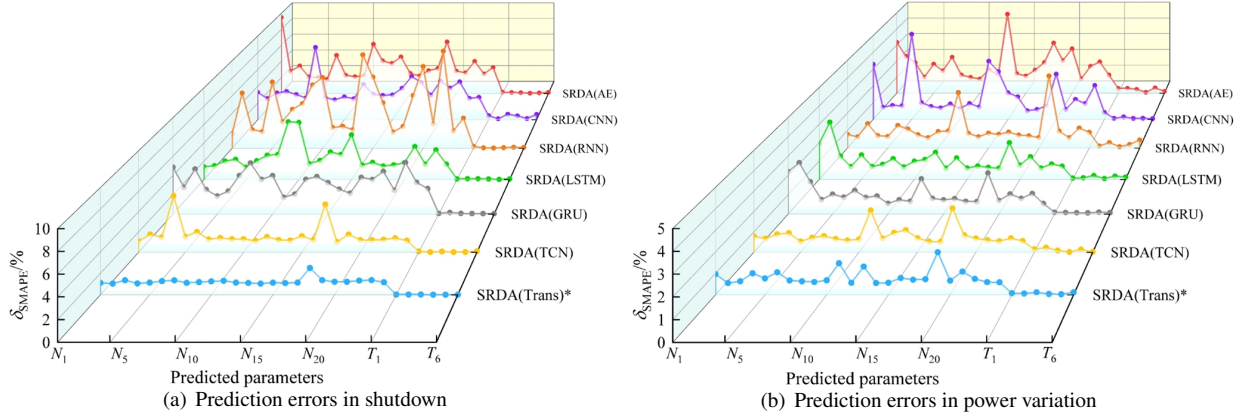 SRDA(AE)
SRDA(CNN)
SRDA(RNN)
SRDA(LSTM)
SRDA(GRU)
SRDA(TCN)
SRDA(Trans)*
δSMAPE/%
10
8
6
4
2
0
N1 N5 N10 N15 N20 T1 T6
Predicted parameters
(a) Prediction errors in shutdown
SRDA(AE)
SRDA(CNN)
SRDA(RNN)
SRDA(LSTM)
SRDA(GRU)
SRDA(TCN)
SRDA(Trans)*
δSMAPE/%
5
4
3
2
1
0
N1 N5 N10 N15 N20 T1 T6
Predicted parameters
(b) Prediction errors in power variation